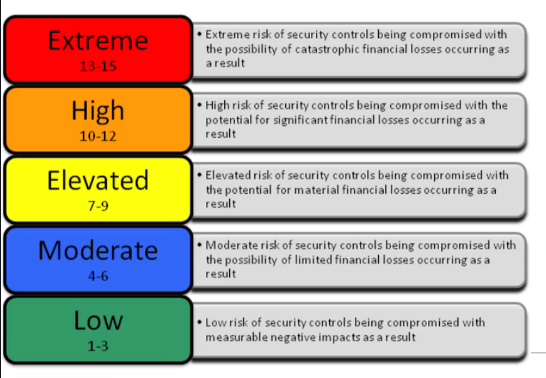 Extreme
13-15
• Extreme risk of security controls being compromised with
the possibility of catastrophic financial losses occurring as
a result
High
10-12
• High risk of security controls being compromised with the
potential for significant financial losses occurring as a
result
Elevated
7-9
• Elevated risk of security controls being compromised with
the potential for material financial losses occurring as a
result
Moderate
4-6
• Moderate risk of security controls being compromised with
the possibility of limited financial losses occurring as a
result
Low
1-3
• Low risk of security controls being compromised with
measurable negative impacts as a result